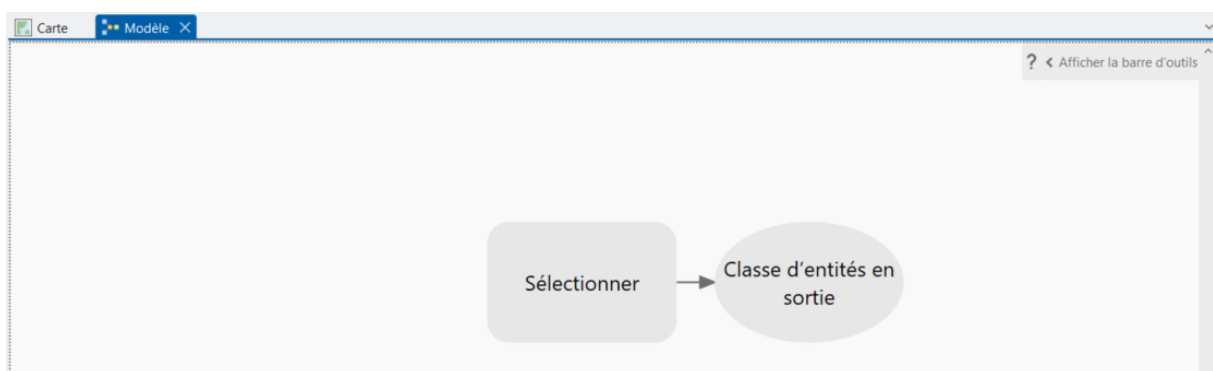 Carte
Modèle
? < Afficher la barre d'outils
Sélectionner
Classe d'entités en
sortie